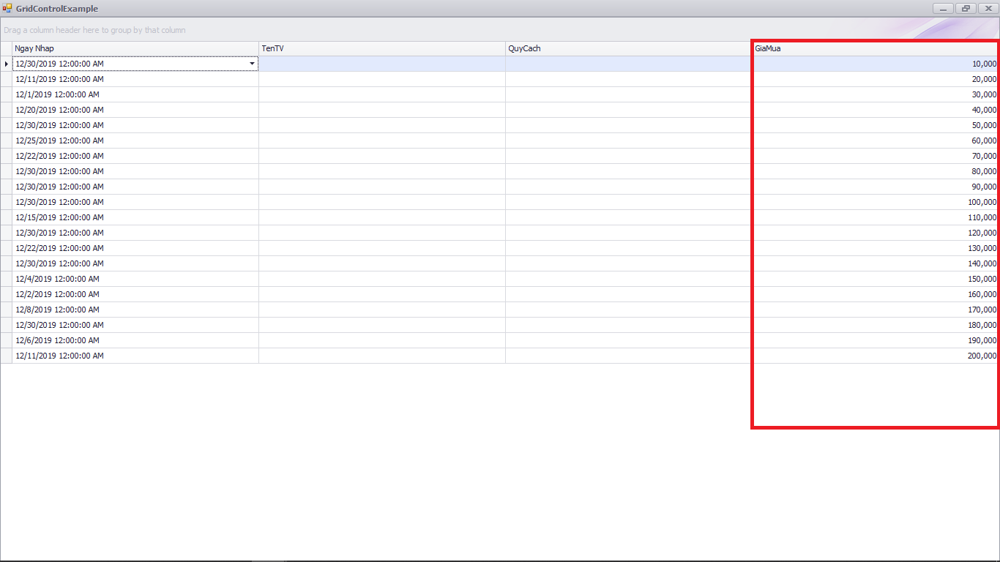 GridControlExample
Drag a column header here to group by that column
Ngay Nhap TenTV QuyCach GiaMua
12/30/2019 12:00:00 AM 10,000
12/11/2019 12:00:00 AM 20,000
12/1/2019 12:00:00 AM 30,000
12/20/2019 12:00:00 AM 40,000
12/30/2019 12:00:00 AM 50,000
12/25/2019 12:00:00 AM 60,000
12/22/2019 12:00:00 AM 70,000
12/30/2019 12:00:00 AM 80,000
12/30/2019 12:00:00 AM 90,000
12/30/2019 12:00:00 AM 100,000
12/15/2019 12:00:00 AM 110,000
12/30/2019 12:00:00 AM 120,000
12/22/2019 12:00:00 AM 130,000
12/30/2019 12:00:00 AM 140,000
12/4/2019 12:00:00 AM 150,000
12/2/2019 12:00:00 AM 160,000
12/8/2019 12:00:00 AM 170,000
12/30/2019 12:00:00 AM 180,000
12/6/2019 12:00:00 AM 190,000
12/11/2019 12:00:00 AM 200,000